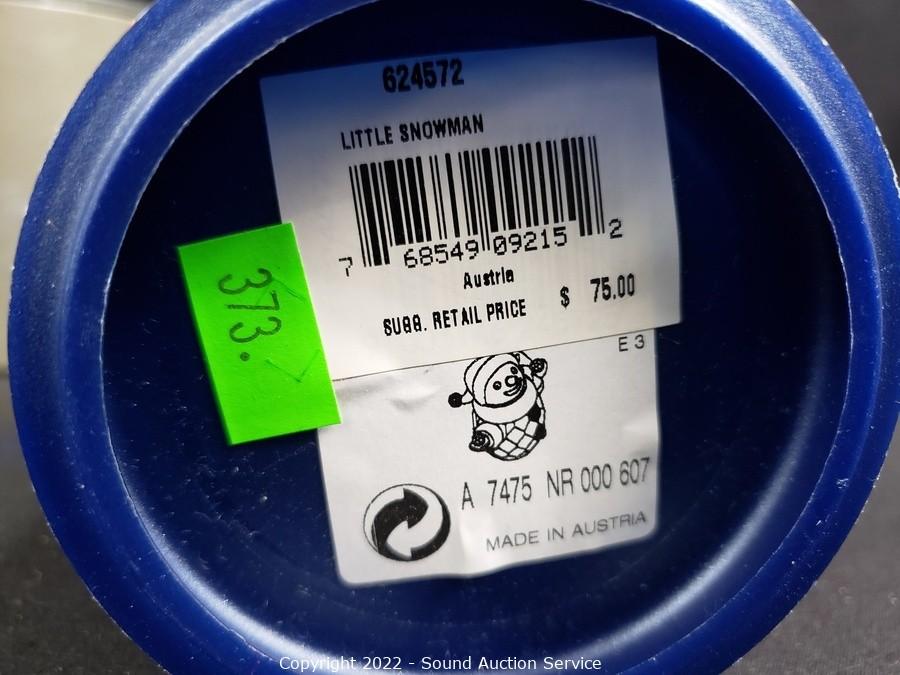 624572
LITTLE SNOWMAN
7 68549 09215 2
Austria
SUGG. RETAIL PRICE $ 75.00
373.
E 3
A 7475 NR 000 607
MADE IN AUSTRIA
Copyright 2022 - Sound Auction Service